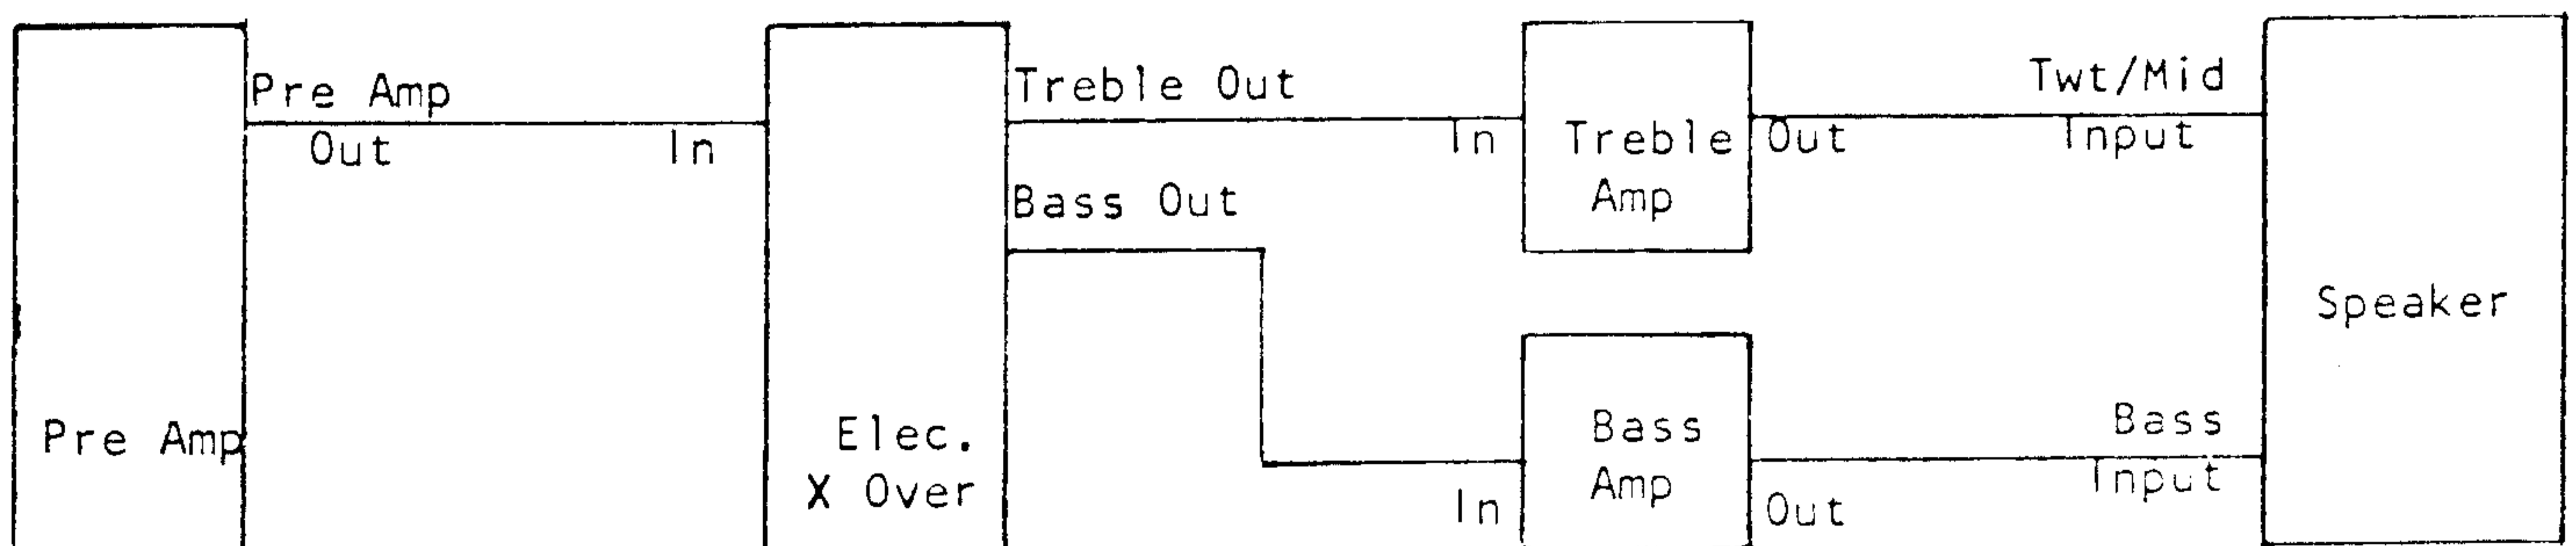 Pre Amp
Out
In
Treble Out
Bass Out
In
Treble
Amp
Out
Twt/Mid
Input
Speaker
Pre Amp
Elec.
X Over
In
Bass
Amp
Out
Bass
Input